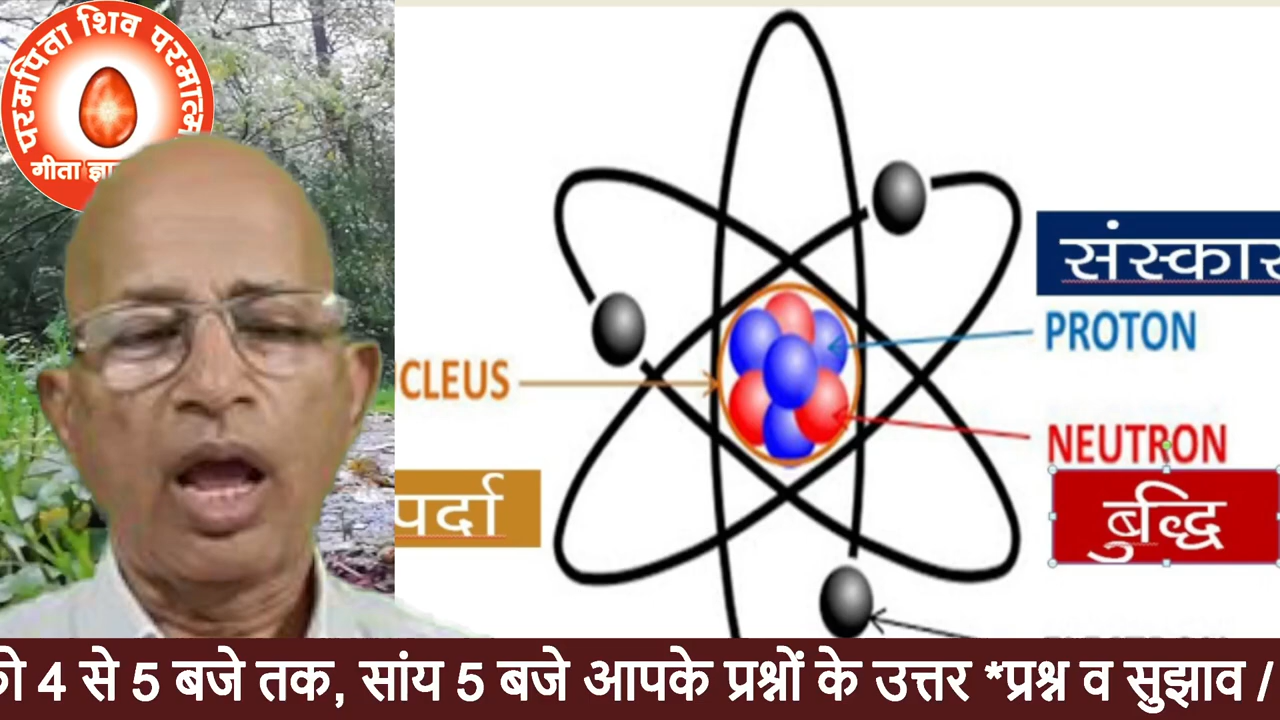 परमपिता शिव परमात्म
गीता ज्ञा
संस्कार
PROTON
CLEUS
NEUTRON
पर्दा
बुद्धि
को 4 से 5 बजे तक, सांय 5 बजे आपके प्रश्नों के उत्तर *प्रश्न व सुझाव /